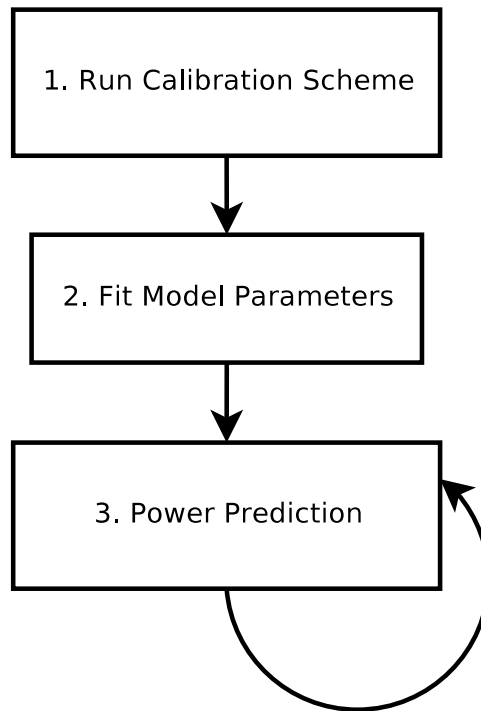 1. Run Calibration Scheme
2. Fit Model Parameters
3. Power Prediction